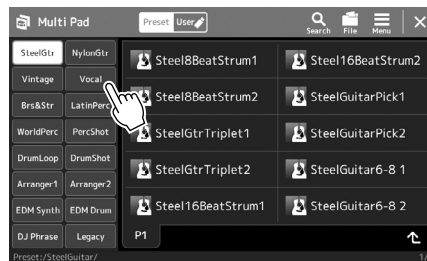 Multi Pad
Preset User
Search File Menu
SteelGtr NylonGtr
Vintage Vocal
Brs&Str LatinPerc
WorldPerc PercShot
DrumLoop DrumShot
Arranger1 Arranger2
EDM Synth EDM Drum
DJ Phrase Legacy
Steel8BeatStrum1 Steel16BeatStrum2
Steel8BeatStrum2 SteelGuitarPick1
SteelGtrTriplet1 SteelGuitarPick2
SteelGtrTriplet2 SteelGuitar6-8 1
Steel16BeatStrum1 SteelGuitar6-8 2
P1
Preset:/SteelGuitar/